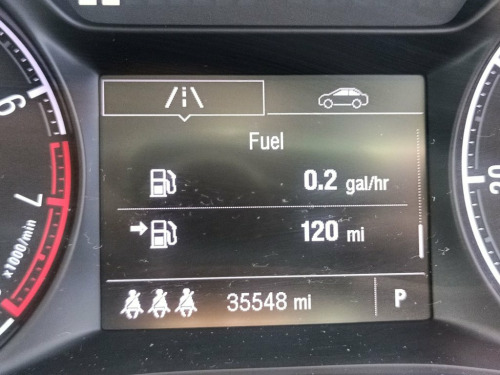 Fuel
0.2 gal/hr
120 mi
35548 mi P
6
7
x1000/min